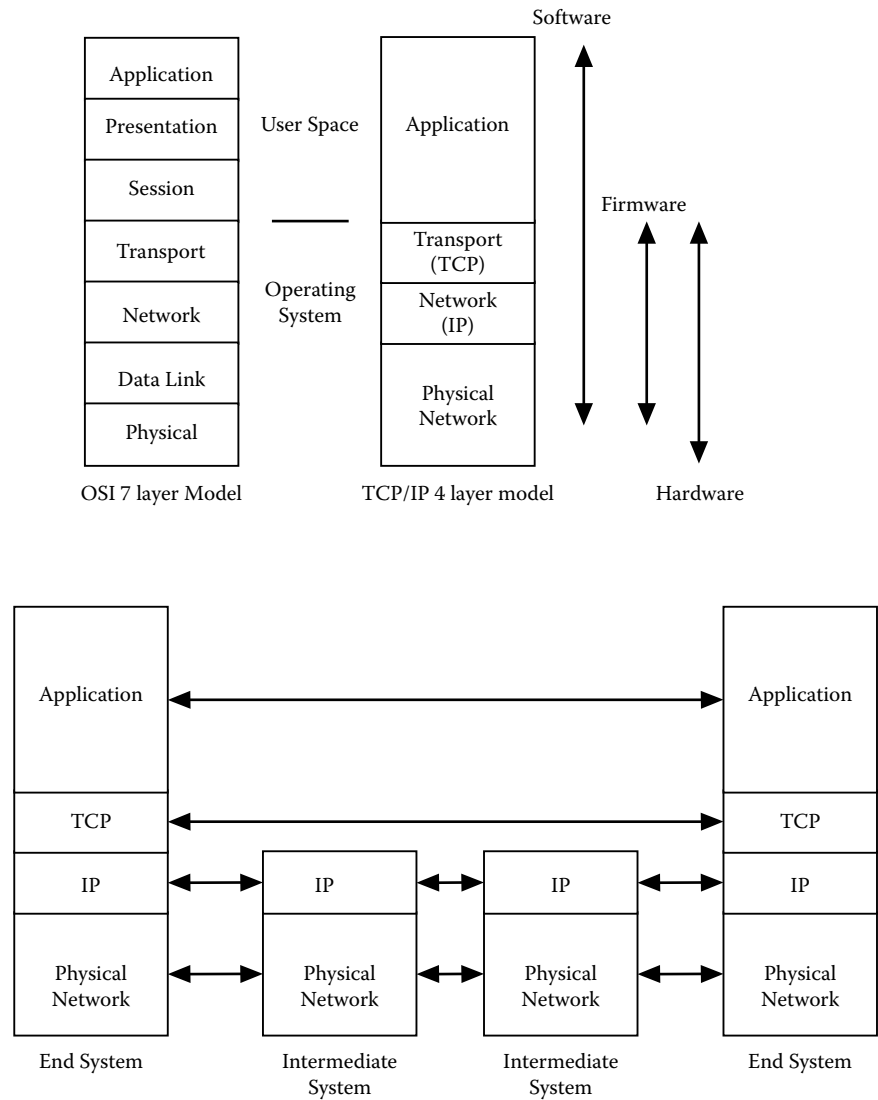 Software
Application
Presentation
Session
Transport
Network
Data Link
Physical
OSI 7 layer Model
User Space
Operating
System
Application
Transport
(TCP)
Network
(IP)
Physical
Network
TCP/IP 4 layer model
Firmware
Hardware
Application
TCP
IP
Physical
Network
End System
IP
Physical
Network
Intermediate
System
IP
Physical
Network
Intermediate
System
Application
TCP
IP
Physical
Network
End System